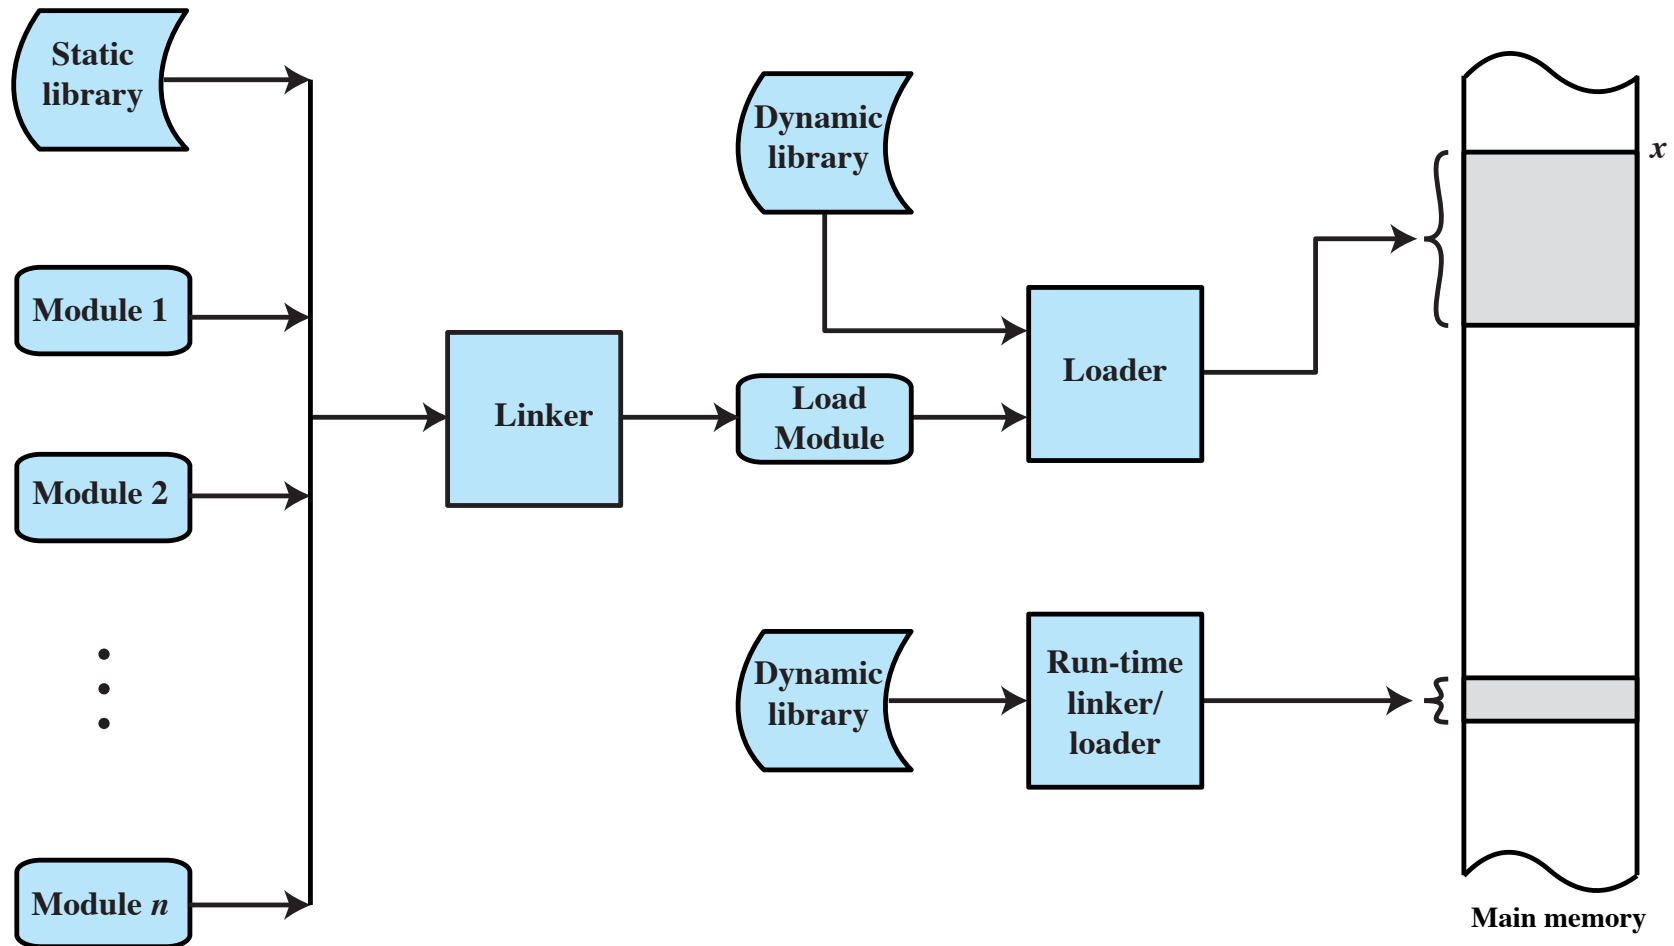 Static
library
Dynamic
library
x
Module 1
Loader
Load
Module
Linker
Module 2
Dynamic
library
Run-time
linker/
loader
Module n
Main memory